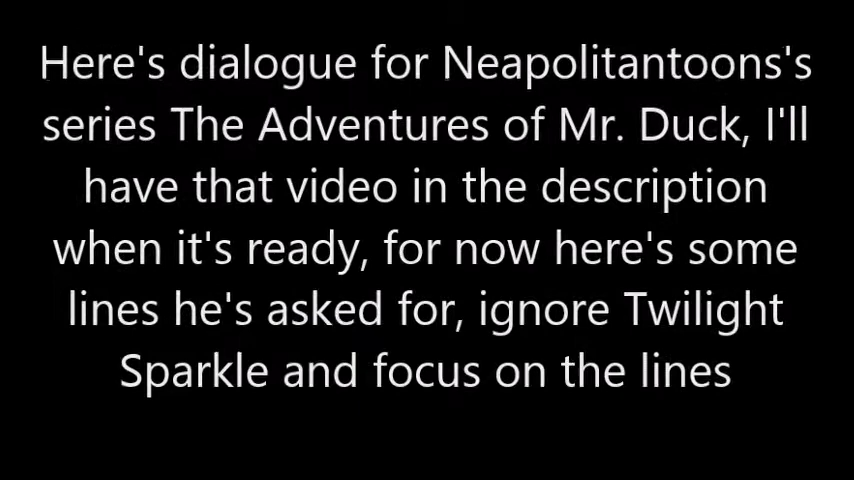 Here's dialogue for Neapolitantoons's
series The Adventures of Mr. Duck, I'll
have that video in the description
when it's ready, for now here's some
lines he's asked for, ignore Twilight
Sparkle and focus on the lines